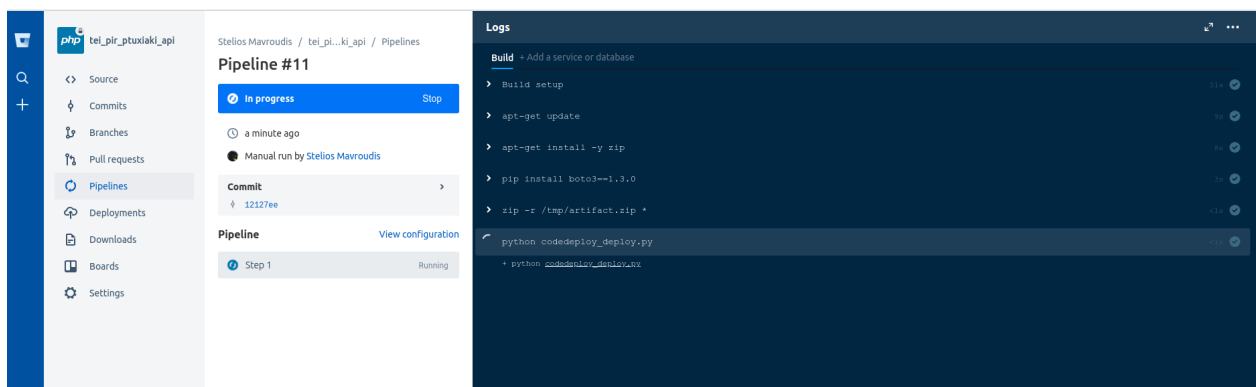 php
tei_pir_ptuxiaki_api
Source
Commits
Branches
Pull requests
Pipelines
Deployments
Downloads
Boards
Settings
Stelios Mavroudis / tei_pi...ki_api / Pipelines
Pipeline #11
In progress Stop
a minute ago
Manual run by Stelios Mavroudis
Commit
12127ee
Pipeline View configuration
Step 1 Running
Logs
Build + Add a service or database
Build setup
apt-get update
apt-get install -y zip
pip install boto3==1.3.0
zip -r /tmp/artifact.zip *
<1s
python codedeploy_deploy.py
<1s
+ python codedeploy_deploy.py